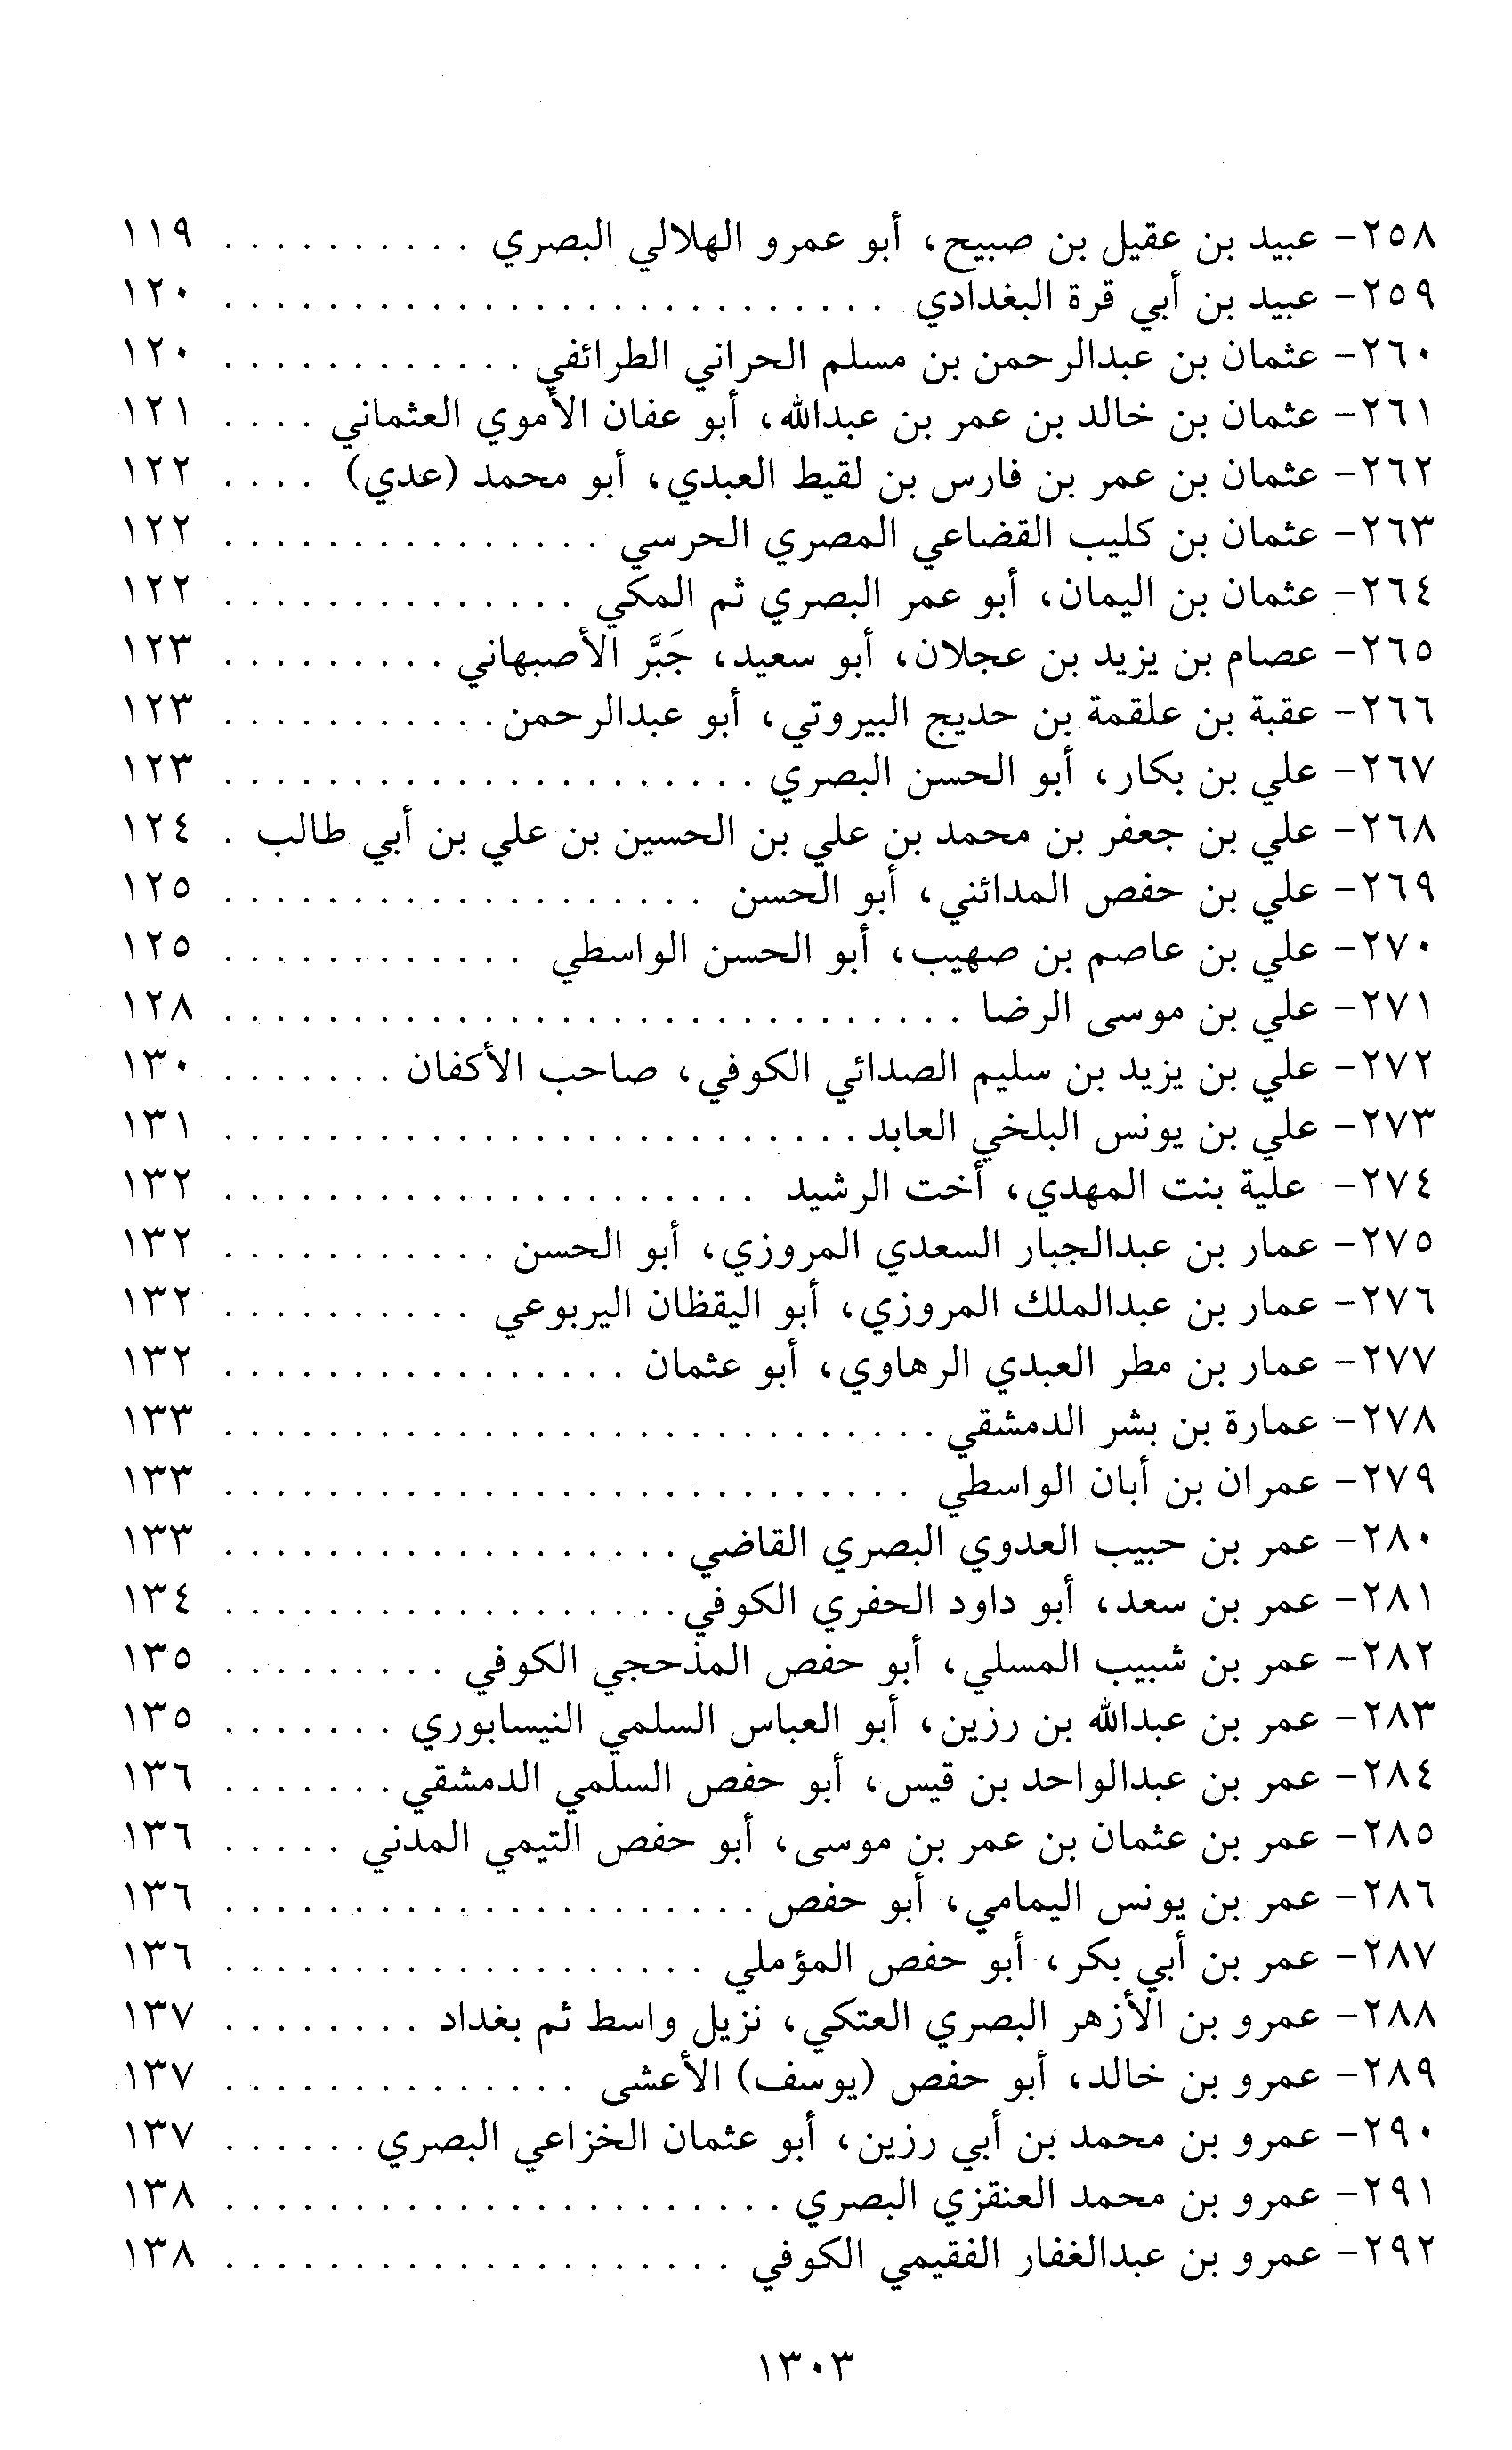 ٢٥٨- عبيد بن عقيل بن صبيح، أبو عمرو الهلالي البصري . . . . . . . . . . ١١٩
٢٥٩- عبيد بن أبي قرة البغدادي . . . . . . . . . . . . . . . . . . . . . . . . . . ١٢٠
٢٦٠- عثمان بن عبدالرحمن بن مسلم الحراني الطرائفي . . . . . . . . . . . . ١٢٠
٢٦١- عثمان بن خالد بن عمر بن عبدالله، أبو عفان الأموي العثماني . . . . ١٢١
٢٦٢- عثمان بن عمر بن فارس بن لقيط العبدي، أبو محمد (عدي) . . . . ١٢٢
٢٦٣- عثمان بن كليب القضاعي المصري الحرسي . . . . . . . . . . . . . . . ١٢٢
٢٦٤- عثمان بن اليمان، أبو عمر البصري ثم المكي . . . . . . . . . . . . . . ١٢٢
٢٦٥- عصام بن يزيد بن عجلان، أبو سعيد، جَبَّر الأصبهاني . . . . . . . . . ١٢٣
٢٦٦- عقبة بن علقمة بن حديج البيروتي، أبو عبدالرحمن . . . . . . . . . . . ١٢٣
٢٦٧- علي بن بكار، أبو الحسن البصري . . . . . . . . . . . . . . . . . . . . . ١٢٣
٢٦٨- علي بن جعفر بن محمد بن علي بن الحسين بن علي بن أبي طالب . ١٢٤
٢٦٩- علي بن حفص المدائني، أبو الحسن . . . . . . . . . . . . . . . . . . . ١٢٥
٢٧٠- علي بن عاصم بن صهيب، أبو الحسن الواسطي . . . . . . . . . . . . ١٢٥
٢٧١- علي بن موسى الرضا . . . . . . . . . . . . . . . . . . . . . . . . . . . . . ١٢٨
٢٧٢- علي بن يزيد بن سليم الصدائي الكوفي، صاحب الأكفان . . . . . . . ١٣٠
٢٧٣- علي بن يونس البلخي العابد . . . . . . . . . . . . . . . . . . . . . . . . . ١٣١
٢٧٤- علية بنت المهدي، أخت الرشيد . . . . . . . . . . . . . . . . . . . . . ١٣٢
٢٧٥- عمار بن عبدالجبار السعدي المروزي، أبو الحسن . . . . . . . . . . . ١٣٢
٢٧٦- عمار بن عبدالملك المروزي، أبو اليقظان اليربوعي . . . . . . . . . . ١٣٢
٢٧٧- عمار بن مطر العبدي الرهاوي، أبو عثمان . . . . . . . . . . . . . . . . ١٣٢
٢٧٨- عمارة بن بشر الدمشقي . . . . . . . . . . . . . . . . . . . . . . . . . . . . ١٣٣
٢٧٩- عمران بن أبان الواسطي . . . . . . . . . . . . . . . . . . . . . . . . . . . ١٣٣
٢٨٠- عمر بن حبيب العدوي البصري القاضي . . . . . . . . . . . . . . . . . . ١٣٣
٢٨١- عمر بن سعد، أبو داود الحفري الكوفي . . . . . . . . . . . . . . . . . . ١٣٤
٢٨٢- عمر بن شبيب المسلي، أبو حفص المذحجي الكوفي . . . . . . . . . ١٣٥
٢٨٣- عمر بن عبدالله بن رزين، أبو العباس السلمي النيسابوري . . . . . . . ١٣٥
٢٨٤- عمر بن عبدالواحد بن قيس، أبو حفص السلمي الدمشقي . . . . . . . ١٣٦
٢٨٥- عمر بن عثمان بن عمر بن موسى، أبو حفص التيمي المدني . . . . . ١٣٦
٢٨٦- عمر بن يونس اليمامي، أبو حفص . . . . . . . . . . . . . . . . . . . . . ١٣٦
٢٨٧- عمر بن أبي بكر، أبو حفص المؤملي . . . . . . . . . . . . . . . . . . . ١٣٦
٢٨٨- عمرو بن الأزهر البصري العتكي، نزيل واسط ثم بغداد . . . . . . . . ١٣٧
٢٨٩- عمرو بن خالد، أبو حفص (يوسف) الأعشى . . . . . . . . . . . . . . ١٣٧
٢٩٠- عمرو بن محمد بن أبي رزين، أبو عثمان الخزاعي البصري . . . . . . ١٣٧
٢٩١- عمرو بن محمد العنقزي البصري . . . . . . . . . . . . . . . . . . . . . . ١٣٨
٢٩٢- عمرو بن عبدالغفار الفقيمي الكوفي . . . . . . . . . . . . . . . . . . . . ١٣٨
١٣٠٣